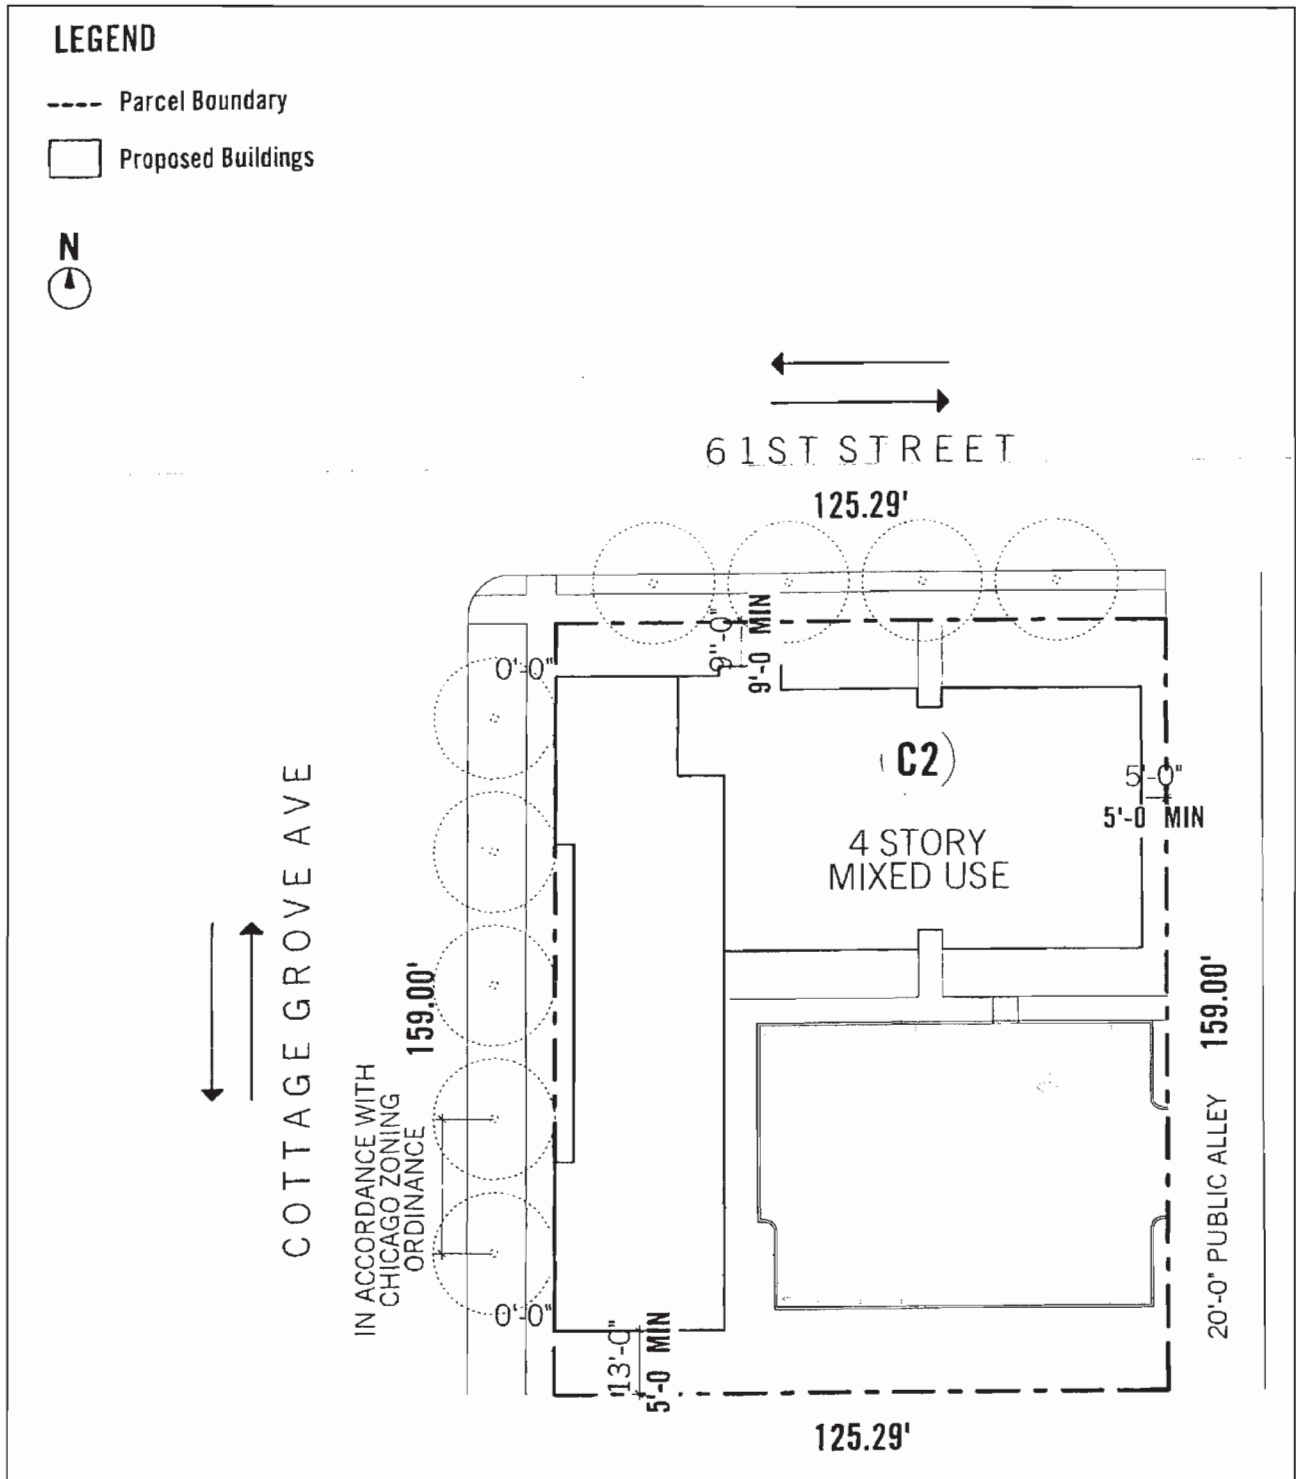 LEGEND
Parcel Boundary
Proposed Buildings
N
61ST STREET
125.29'
0'-0"
9'-0"
9'-0 MIN
(C2)
5'-0"
5'-0 MIN
4 STORY
MIXED USE
COTTAGE GROVE AVE
159.00'
159.00'
IN ACCORDANCE WITH
CHICAGO ZONING
ORDINANCE
20'-0" PUBLIC ALLEY
0'-0"
13'-0"
5'-0 MIN
125.29'